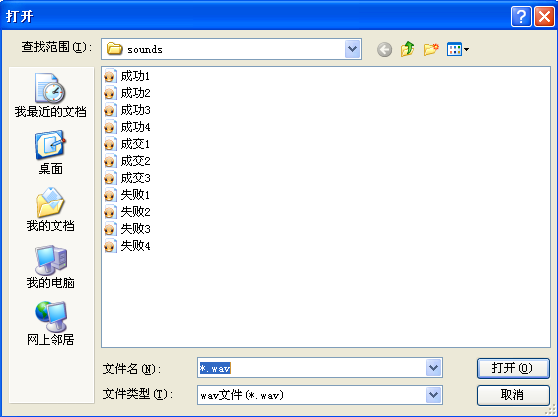 打开
查找范围(I):
sounds
我最近的文档
桌面
我的文档
我的电脑
网上邻居
成功1
成功2
成功3
成功4
成交1
成交2
成交3
失败1
失败2
失败3
失败4
文件名(N):
*.wav
打开(O)
文件类型(T):
wav文件(*.wav)
取消